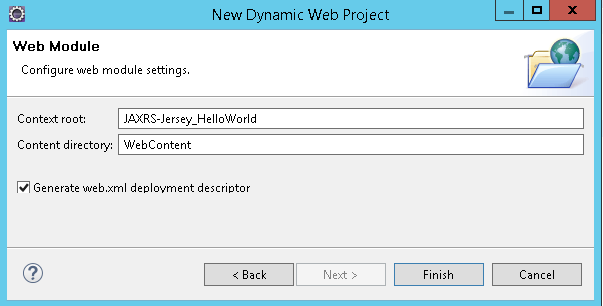 New Dynamic Web Project
Web Module
Configure web module settings.
Context root: JAXRS-Jersey_HelloWorld
Content directory: WebContent
Generate web.xml deployment descriptor
? < Back Next > Finish Cancel